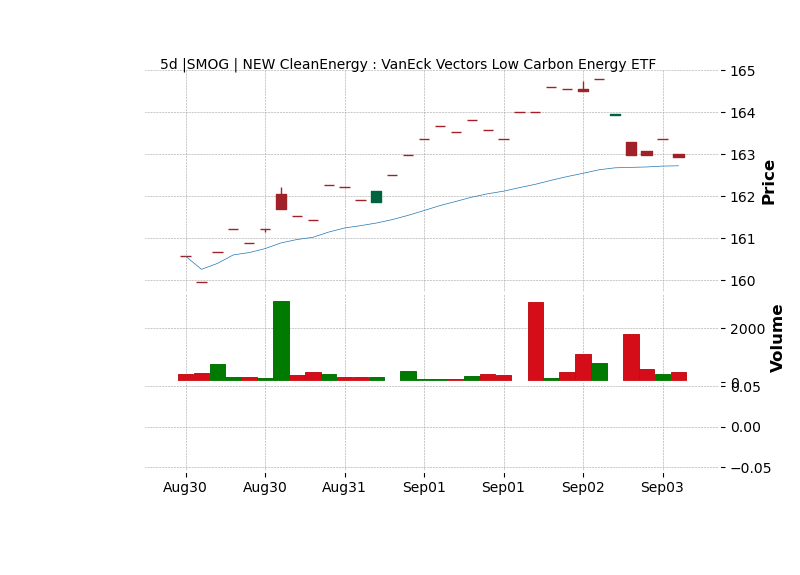 5d |SMOG | NEW CleanEnergy : VanEck Vectors Low Carbon Energy ETF
165
164
163
162
161
160
Price
2000
0
Volume
0.05
0.00
−0.05
Aug30 Aug30 Aug31 Sep01 Sep01 Sep02 Sep03